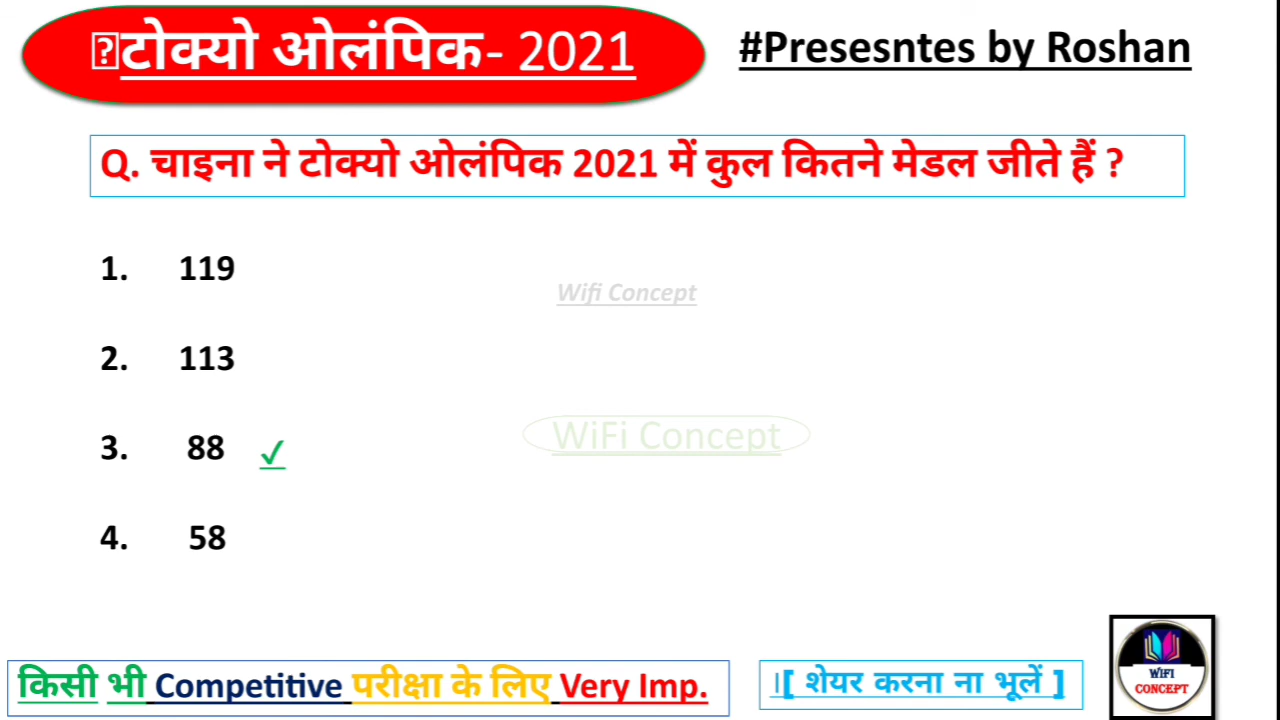 टोक्यो ओलंपिक- 2021
#Presesntes by Roshan
Q. चाइना ने टोक्यो ओलंपिक 2021 में कुल कितने मेडल जीते हैं ?
1. 119
Wifi Concept
2. 113
WiFi Concept
3. 88 ✓
4. 58
किसी भी Competitive परीक्षा के लिए Very Imp.
।[ शेयर करना ना भूलें ]
WiFi
CONCEPT